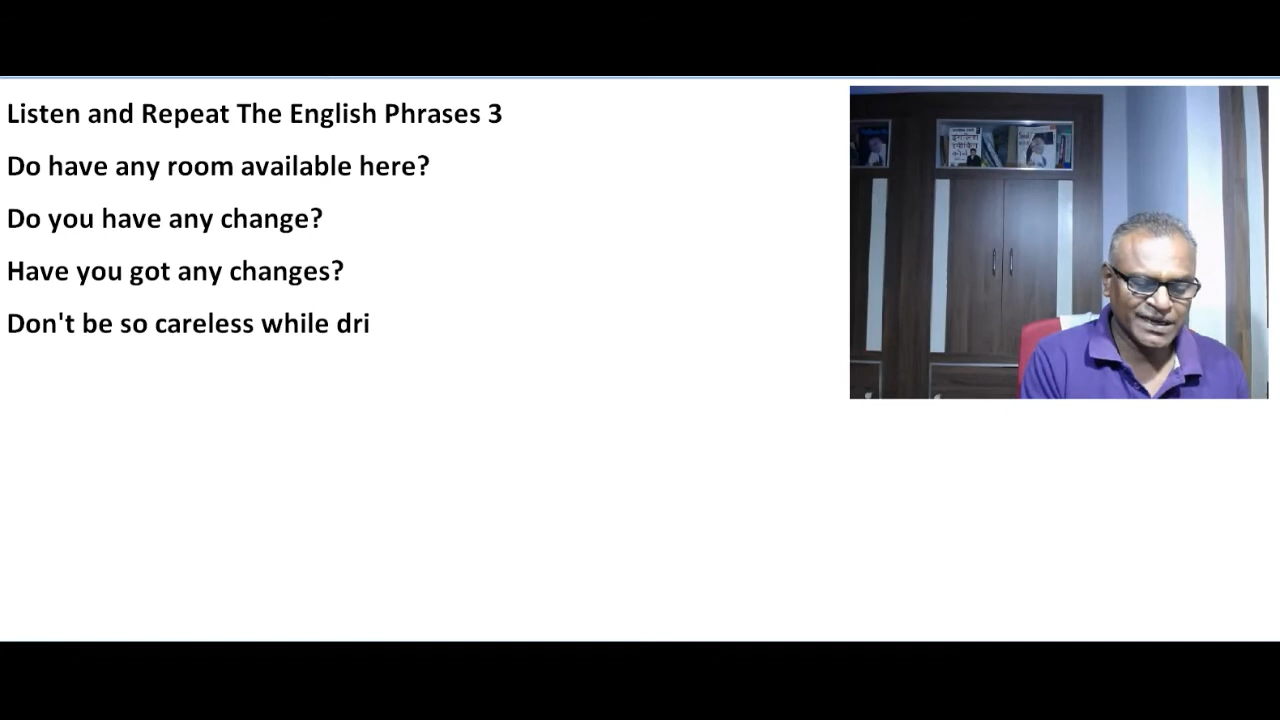 Listen and Repeat The English Phrases 3
Do have any room available here?
Do you have any change?
Have you got any changes?
Don't be so careless while dri